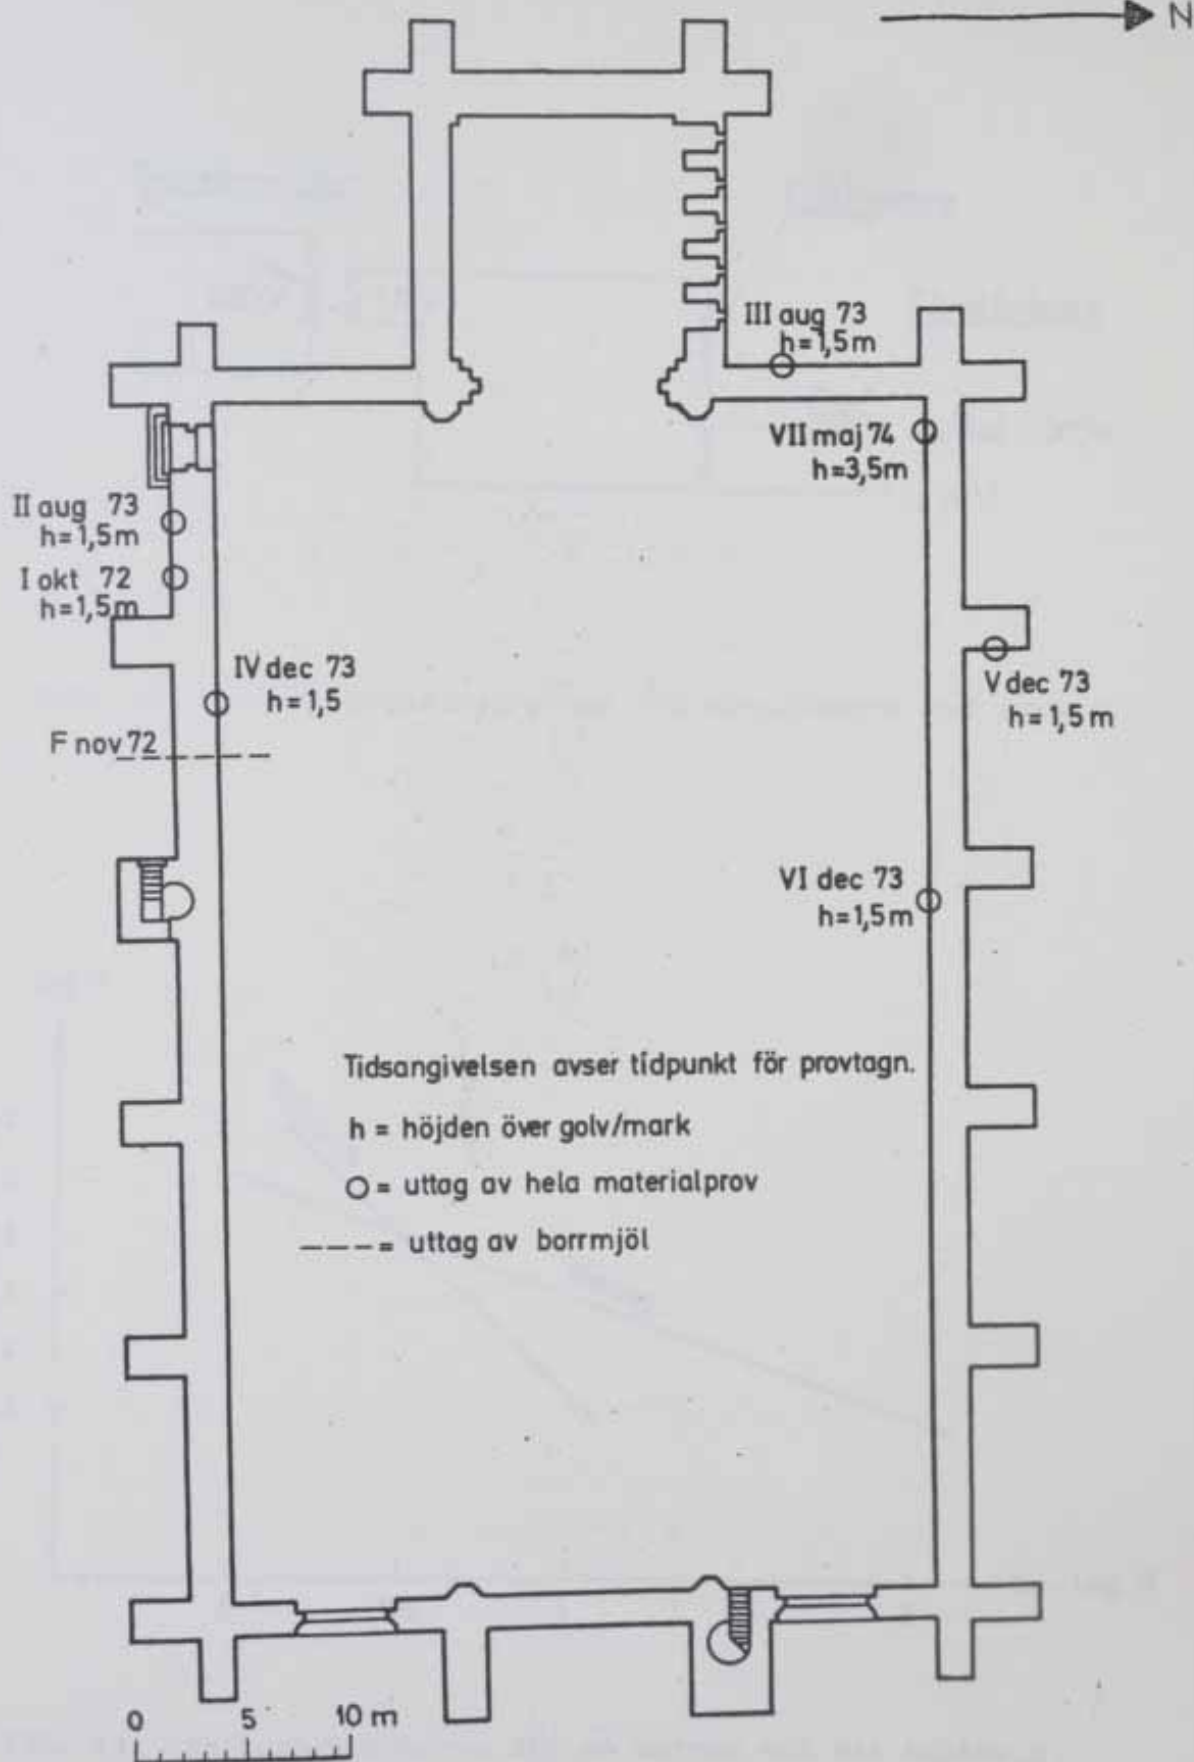 N
III aug 73
h=1,5m
VII maj 74
h=3,5m
II aug 73
h=1,5m
I okt 72
h=1,5m
IV dec 73
h=1,5
V dec 73
h=1,5 m
F nov 72
VI dec 73
h=1,5m
Tidsangivelsen avser tidpunkt för provtagn.
h = höjden över golv/mark
O = uttag av hela materialprov
---- = uttag av borrmjöl
0 5 10 m